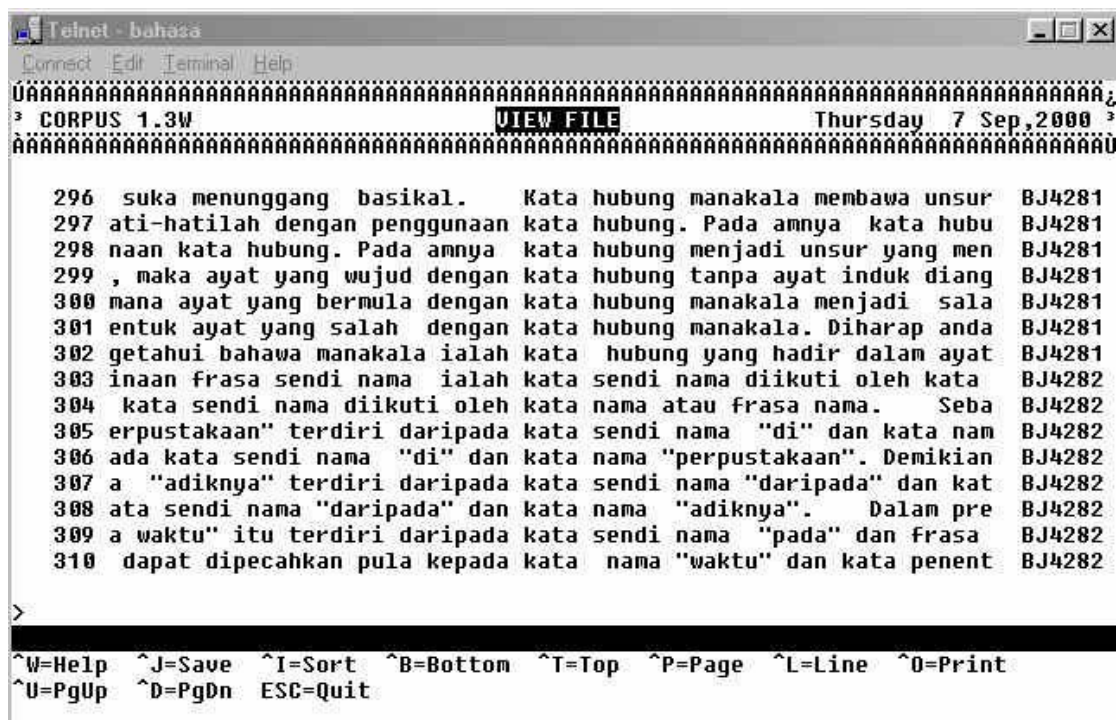 Telnet - bahasa
Connect Edit Terminal Help
³ CORPUS 1.3W VIEW FILE Thursday 7 Sep,2000 ³
296 suka menunggang basikal. Kata hubung manakala membawa unsur BJ4281
297 ati-hatilah dengan penggunaan kata hubung. Pada amnya kata hubu BJ4281
298 naan kata hubung. Pada amnya kata hubung menjadi unsur yang men BJ4281
299 , maka ayat yang wujud dengan kata hubung tanpa ayat induk diang BJ4281
300 mana ayat yang bermula dengan kata hubung manakala menjadi sala BJ4281
301 entuk ayat yang salah dengan kata hubung manakala. Diharap anda BJ4281
302 getahui bahawa manakala ialah kata hubung yang hadir dalam ayat BJ4281
303 inaan frasa sendi nama ialah kata sendi nama diikuti oleh kata BJ4282
304 kata sendi nama diikuti oleh kata nama atau frasa nama. Seba BJ4282
305 erpustakaan" terdiri daripada kata sendi nama "di" dan kata nam BJ4282
306 ada kata sendi nama "di" dan kata nama "perpustakaan". Demikian BJ4282
307 a "adiknya" terdiri daripada kata sendi nama "daripada" dan kat BJ4282
308 ata sendi nama "daripada" dan kata nama "adiknya". Dalam pre BJ4282
309 a waktu" itu terdiri daripada kata sendi nama "pada" dan frasa BJ4282
310 dapat dipecahkan pula kepada kata nama "waktu" dan kata penent BJ4282
>
^W=Help ^J=Save ^I=Sort ^B=Bottom ^T=Top ^P=Page ^L=Line ^O=Print
^U=PgUp ^D=PgDn ESC=Quit